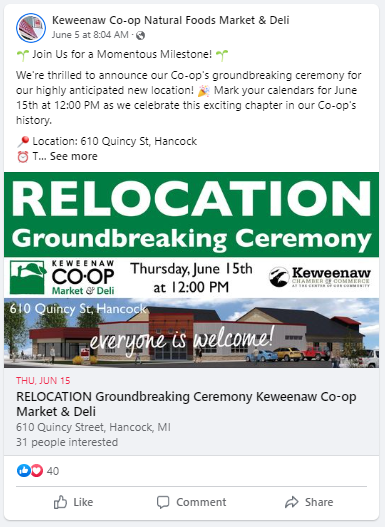 Keweenaw Co-op Natural Foods Market & Deli
June 5 at 8:04 AM ·
🌱 Join Us for a Momentous Milestone! 🌱
We're thrilled to announce our Co-op's groundbreaking ceremony for
our highly anticipated new location! 🎉 Mark your calendars for June
15th at 12:00 PM as we celebrate this exciting chapter in our Co-op's
history.
📍 Location: 610 Quincy St, Hancock
⏰ T... See more
RELOCATION
Groundbreaking Ceremony
KEWEENAW
CO·OP
Market & Deli
Thursday, June 15th
at 12:00 PM
Keweenaw
CHAMBER OF COMMERCE
AT THE CENTER OF OUR COMMUNITY
610 Quincy St, Hancock
everyone is welcome!
THU, JUN 15
RELOCATION Groundbreaking Ceremony Keweenaw Co-op
Market & Deli
610 Quincy Street, Hancock, MI
31 people interested
40
Like
Comment
Share